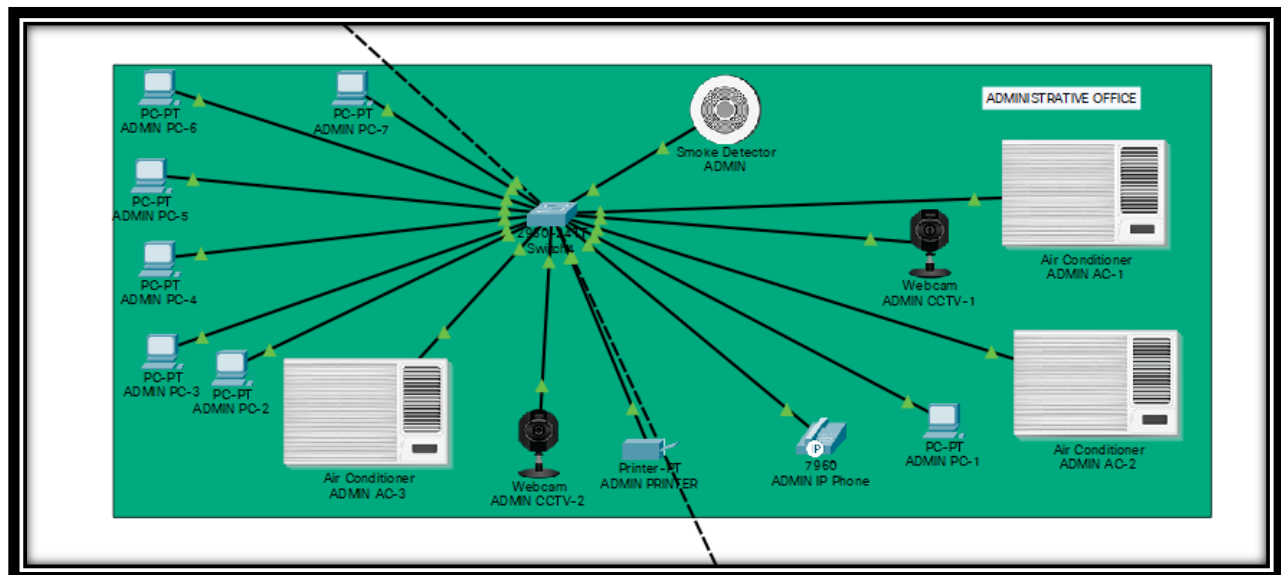 ADMINISTRATIVE OFFICE
PC-PT
ADMIN PC-6
PC-PT
ADMIN PC-7
Smoke Detector
ADMIN
PC-PT
ADMIN PC-5
Switch4
PC-PT
ADMIN PC-4
Webcam
ADMIN CCTV-1
Air Conditioner
ADMIN AC-1
PC-PT
ADMIN PC-3
PC-PT
ADMIN PC-2
Air Conditioner
ADMIN AC-3
Webcam
ADMIN CCTV-2
Printer-PT
ADMIN PRINTER
IP
7960
ADMIN IP Phone
PC-PT
ADMIN PC-1
Air Conditioner
ADMIN AC-2